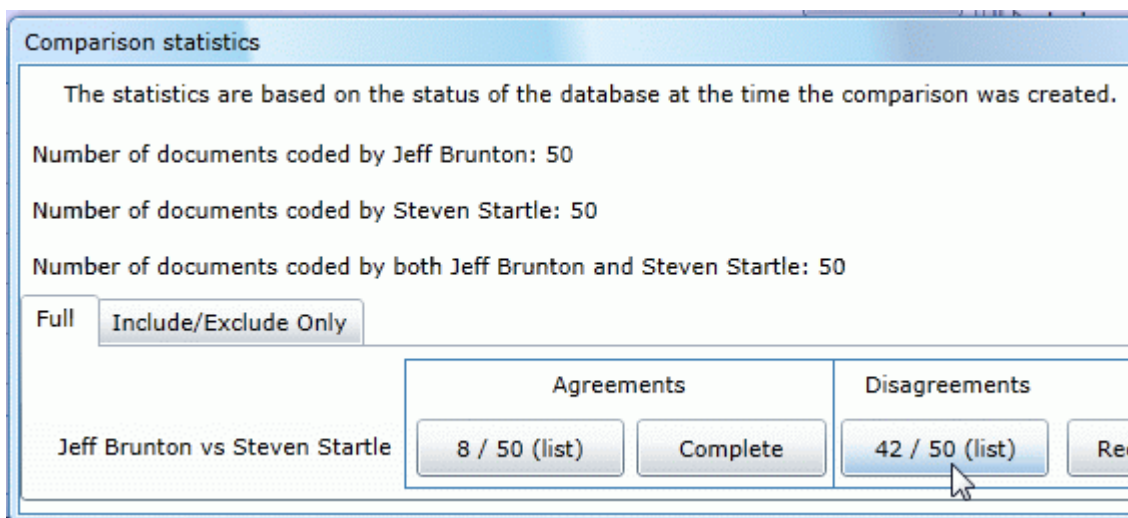 Comparison statistics
The statistics are based on the status of the database at the time the comparison was created.
Number of documents coded by Jeff Brunton: 50
Number of documents coded by Steven Startle: 50
Number of documents coded by both Jeff Brunton and Steven Startle: 50
Full Include/Exclude Only
Agreements Disagreements
Jeff Brunton vs Steven Startle 8 / 50 (list) Complete 42 / 50 (list)